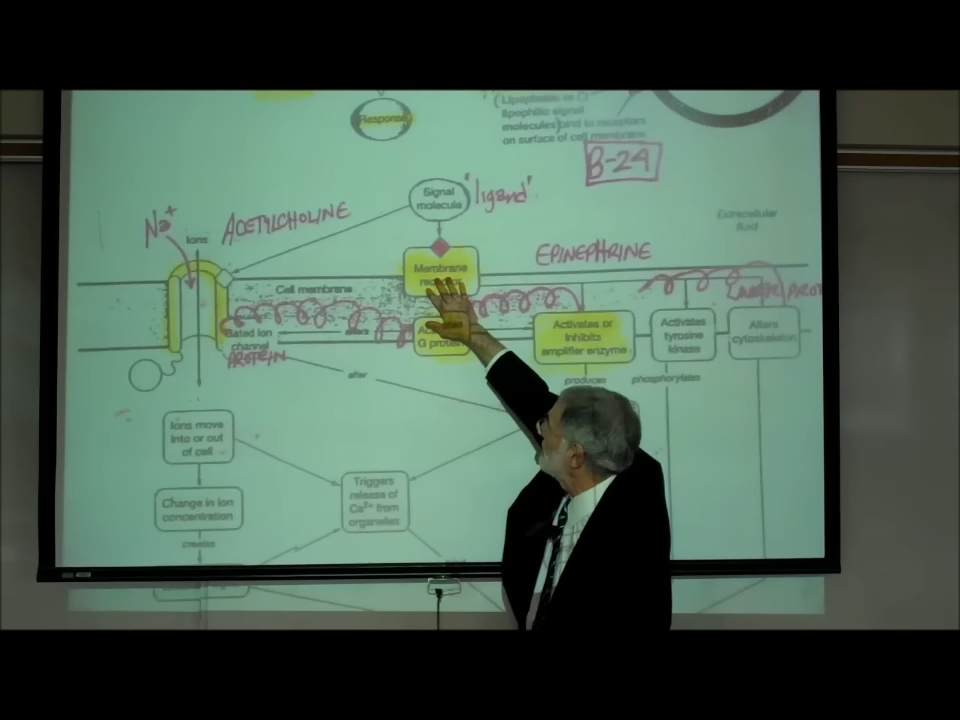 Response
lipophilic signal
molecules) bind to receptors
on surface of cell membrane
B-24
Signal
molecule
"ligand"
Na+
Ions
ACETYLCHOLINE
Extracellular
fluid
Membrane
EPINEPHRINE
Cell membrane
Gated ion
channel
PROTEIN
alters
G protein
Activates or
Inhibits
amplifier enzyme
Activates
tyrosine
kinase
Alters
cytoskeleton
after
produces
phosphorylates
Ions move
into or out
of cell
Triggers
release of
Ca2+ from
organelles
Change in ion
concentration
creates